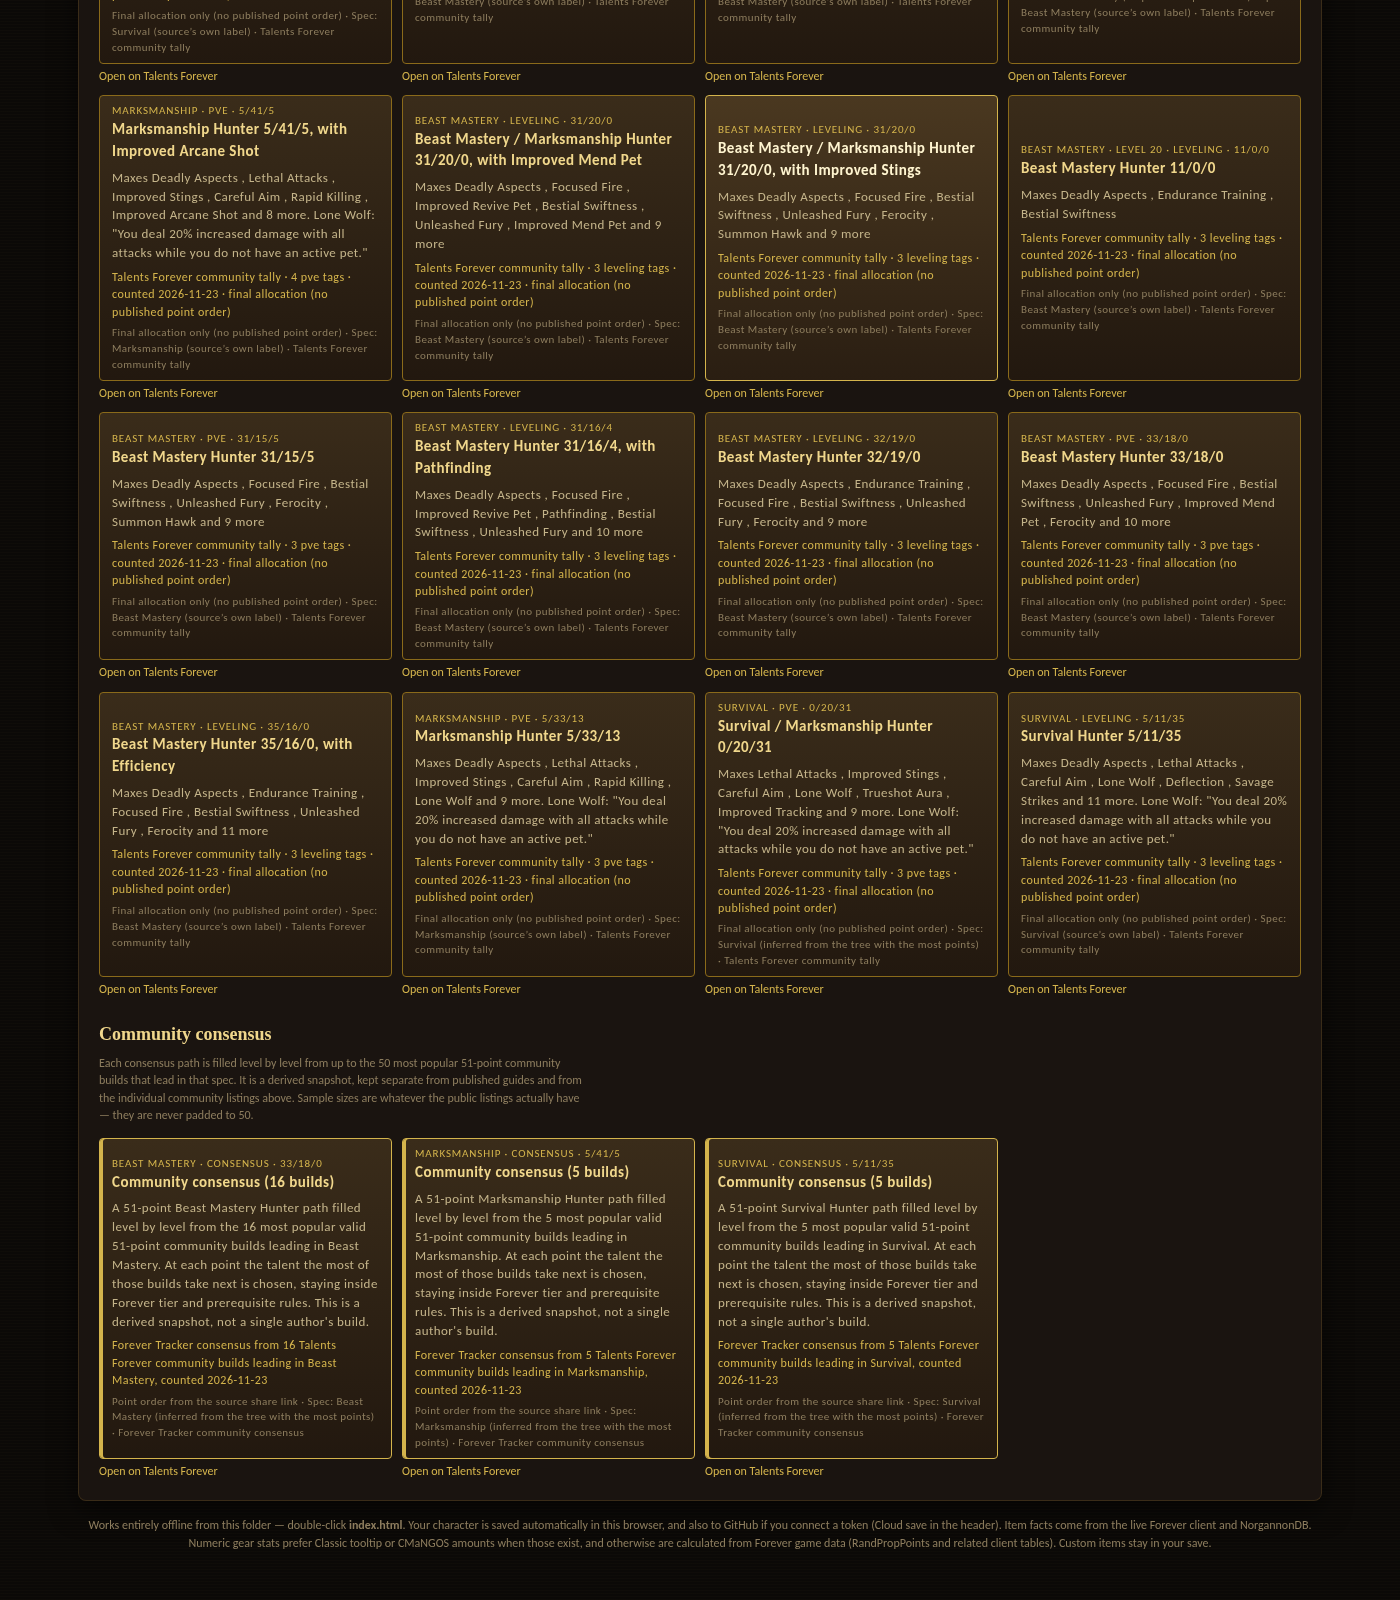 Final allocation only (no published point order) · Spec:
Survival (source's own label) · Talents Forever
community tally
Open on Talents Forever
Beast Mastery (source's own label) · Talents Forever
community tally
Open on Talents Forever
Beast Mastery (source's own label) · Talents Forever
community tally
Open on Talents Forever
Beast Mastery (source's own label) · Talents Forever
community tally
Open on Talents Forever
MARKSMANSHIP · PVE · 5/41/5
Marksmanship Hunter 5/41/5, with
Improved Arcane Shot
Maxes Deadly Aspects , Lethal Attacks ,
Improved Stings , Careful Aim , Rapid Killing ,
Improved Arcane Shot and 8 more. Lone Wolf:
"You deal 20% increased damage with all
attacks while you do not have an active pet."
Talents Forever community tally · 4 pve tags ·
counted 2026-11-23 · final allocation (no
published point order)
Final allocation only (no published point order) · Spec:
Marksmanship (source's own label) · Talents Forever
community tally
Open on Talents Forever
BEAST MASTERY · LEVELING · 31/20/0
Beast Mastery / Marksmanship Hunter
31/20/0, with Improved Mend Pet
Maxes Deadly Aspects , Focused Fire ,
Improved Revive Pet , Bestial Swiftness ,
Unleashed Fury , Improved Mend Pet and 9
more
Talents Forever community tally · 3 leveling tags ·
counted 2026-11-23 · final allocation (no
published point order)
Final allocation only (no published point order) · Spec:
Beast Mastery (source's own label) · Talents Forever
community tally
Open on Talents Forever
BEAST MASTERY · LEVELING · 31/20/0
Beast Mastery / Marksmanship Hunter
31/20/0, with Improved Stings
Maxes Deadly Aspects , Focused Fire , Bestial
Swiftness , Unleashed Fury , Ferocity ,
Summon Hawk and 9 more
Talents Forever community tally · 3 leveling tags ·
counted 2026-11-23 · final allocation (no
published point order)
Final allocation only (no published point order) · Spec:
Beast Mastery (source's own label) · Talents Forever
community tally
Open on Talents Forever
BEAST MASTERY · LEVEL 20 · LEVELING · 11/0/0
Beast Mastery Hunter 11/0/0
Maxes Deadly Aspects , Endurance Training ,
Bestial Swiftness
Talents Forever community tally · 3 leveling tags ·
counted 2026-11-23 · final allocation (no
published point order)
Final allocation only (no published point order) · Spec:
Beast Mastery (source's own label) · Talents Forever
community tally
Open on Talents Forever
BEAST MASTERY · PVE · 31/15/5
Beast Mastery Hunter 31/15/5
Maxes Deadly Aspects , Focused Fire , Bestial
Swiftness , Unleashed Fury , Ferocity ,
Summon Hawk and 9 more
Talents Forever community tally · 3 pve tags ·
counted 2026-11-23 · final allocation (no
published point order)
Final allocation only (no published point order) · Spec:
Beast Mastery (source's own label) · Talents Forever
community tally
Open on Talents Forever
BEAST MASTERY · LEVELING · 31/16/4
Beast Mastery Hunter 31/16/4, with
Pathfinding
Maxes Deadly Aspects , Focused Fire ,
Improved Revive Pet , Pathfinding , Bestial
Swiftness , Unleashed Fury and 10 more
Talents Forever community tally · 3 leveling tags ·
counted 2026-11-23 · final allocation (no
published point order)
Final allocation only (no published point order) · Spec:
Beast Mastery (source's own label) · Talents Forever
community tally
Open on Talents Forever
BEAST MASTERY · LEVELING · 32/19/0
Beast Mastery Hunter 32/19/0
Maxes Deadly Aspects , Endurance Training ,
Focused Fire , Bestial Swiftness , Unleashed
Fury , Ferocity and 9 more
Talents Forever community tally · 3 leveling tags ·
counted 2026-11-23 · final allocation (no
published point order)
Final allocation only (no published point order) · Spec:
Beast Mastery (source's own label) · Talents Forever
community tally
Open on Talents Forever
BEAST MASTERY · PVE · 33/18/0
Beast Mastery Hunter 33/18/0
Maxes Deadly Aspects , Focused Fire , Bestial
Swiftness , Unleashed Fury , Improved Mend
Pet , Ferocity and 10 more
Talents Forever community tally · 3 pve tags ·
counted 2026-11-23 · final allocation (no
published point order)
Final allocation only (no published point order) · Spec:
Beast Mastery (source's own label) · Talents Forever
community tally
Open on Talents Forever
BEAST MASTERY · LEVELING · 35/16/0
Beast Mastery Hunter 35/16/0, with
Efficiency
Maxes Deadly Aspects , Endurance Training ,
Focused Fire , Bestial Swiftness , Unleashed
Fury , Ferocity and 11 more
Talents Forever community tally · 3 leveling tags ·
counted 2026-11-23 · final allocation (no
published point order)
Final allocation only (no published point order) · Spec:
Beast Mastery (source's own label) · Talents Forever
community tally
Open on Talents Forever
MARKSMANSHIP · PVE · 5/33/13
Marksmanship Hunter 5/33/13
Maxes Deadly Aspects , Lethal Attacks ,
Improved Stings , Careful Aim , Rapid Killing ,
Lone Wolf and 9 more. Lone Wolf: "You deal
20% increased damage with all attacks while
you do not have an active pet."
Talents Forever community tally · 3 pve tags ·
counted 2026-11-23 · final allocation (no
published point order)
Final allocation only (no published point order) · Spec:
Marksmanship (source's own label) · Talents Forever
community tally
Open on Talents Forever
SURVIVAL · PVE · 0/20/31
Survival / Marksmanship Hunter
0/20/31
Maxes Lethal Attacks , Improved Stings ,
Careful Aim , Lone Wolf , Trueshot Aura ,
Improved Tracking and 9 more. Lone Wolf:
"You deal 20% increased damage with all
attacks while you do not have an active pet."
Talents Forever community tally · 3 pve tags ·
counted 2026-11-23 · final allocation (no
published point order)
Final allocation only (no published point order) · Spec:
Survival (inferred from the tree with the most points)
· Talents Forever community tally
Open on Talents Forever
SURVIVAL · LEVELING · 5/11/35
Survival Hunter 5/11/35
Maxes Deadly Aspects , Lethal Attacks ,
Careful Aim , Lone Wolf , Deflection , Savage
Strikes and 11 more. Lone Wolf: "You deal 20%
increased damage with all attacks while you
do not have an active pet."
Talents Forever community tally · 3 leveling tags ·
counted 2026-11-23 · final allocation (no
published point order)
Final allocation only (no published point order) · Spec:
Survival (source's own label) · Talents Forever
community tally
Open on Talents Forever
Community consensus
Each consensus path is filled level by level from up to the 50 most popular 51-point community
builds that lead in that spec. It is a derived snapshot, kept separate from published guides and from
the individual community listings above. Sample sizes are whatever the public listings actually have
— they are never padded to 50.
BEAST MASTERY · CONSENSUS · 33/18/0
Community consensus (16 builds)
A 51-point Beast Mastery Hunter path filled
level by level from the 16 most popular valid
51-point community builds leading in Beast
Mastery. At each point the talent the most of
those builds take next is chosen, staying inside
Forever tier and prerequisite rules. This is a
derived snapshot, not a single author's build.
Forever Tracker consensus from 16 Talents
Forever community builds leading in Beast
Mastery, counted 2026-11-23
Point order from the source share link · Spec: Beast
Mastery (inferred from the tree with the most points)
· Forever Tracker community consensus
Open on Talents Forever
MARKSMANSHIP · CONSENSUS · 5/41/5
Community consensus (5 builds)
A 51-point Marksmanship Hunter path filled
level by level from the 5 most popular valid
51-point community builds leading in
Marksmanship. At each point the talent the
most of those builds take next is chosen,
staying inside Forever tier and prerequisite
rules. This is a derived snapshot, not a single
author's build.
Forever Tracker consensus from 5 Talents Forever
community builds leading in Marksmanship,
counted 2026-11-23
Point order from the source share link · Spec:
Marksmanship (inferred from the tree with the most
points) · Forever Tracker community consensus
Open on Talents Forever
SURVIVAL · CONSENSUS · 5/11/35
Community consensus (5 builds)
A 51-point Survival Hunter path filled level by
level from the 5 most popular valid 51-point
community builds leading in Survival. At each
point the talent the most of those builds take
next is chosen, staying inside Forever tier and
prerequisite rules. This is a derived snapshot,
not a single author's build.
Forever Tracker consensus from 5 Talents Forever
community builds leading in Survival, counted
2026-11-23
Point order from the source share link · Spec: Survival
(inferred from the tree with the most points) · Forever
Tracker community consensus
Open on Talents Forever
Works entirely offline from this folder — double-click index.html. Your character is saved automatically in this browser, and also to GitHub if you connect a token (Cloud save in the header). Item facts come from the live Forever client and NorgannonDB.
Numeric gear stats prefer Classic tooltip or CMaNGOS amounts when those exist, and otherwise are calculated from Forever game data (RandPropPoints and related client tables). Custom items stay in your save.